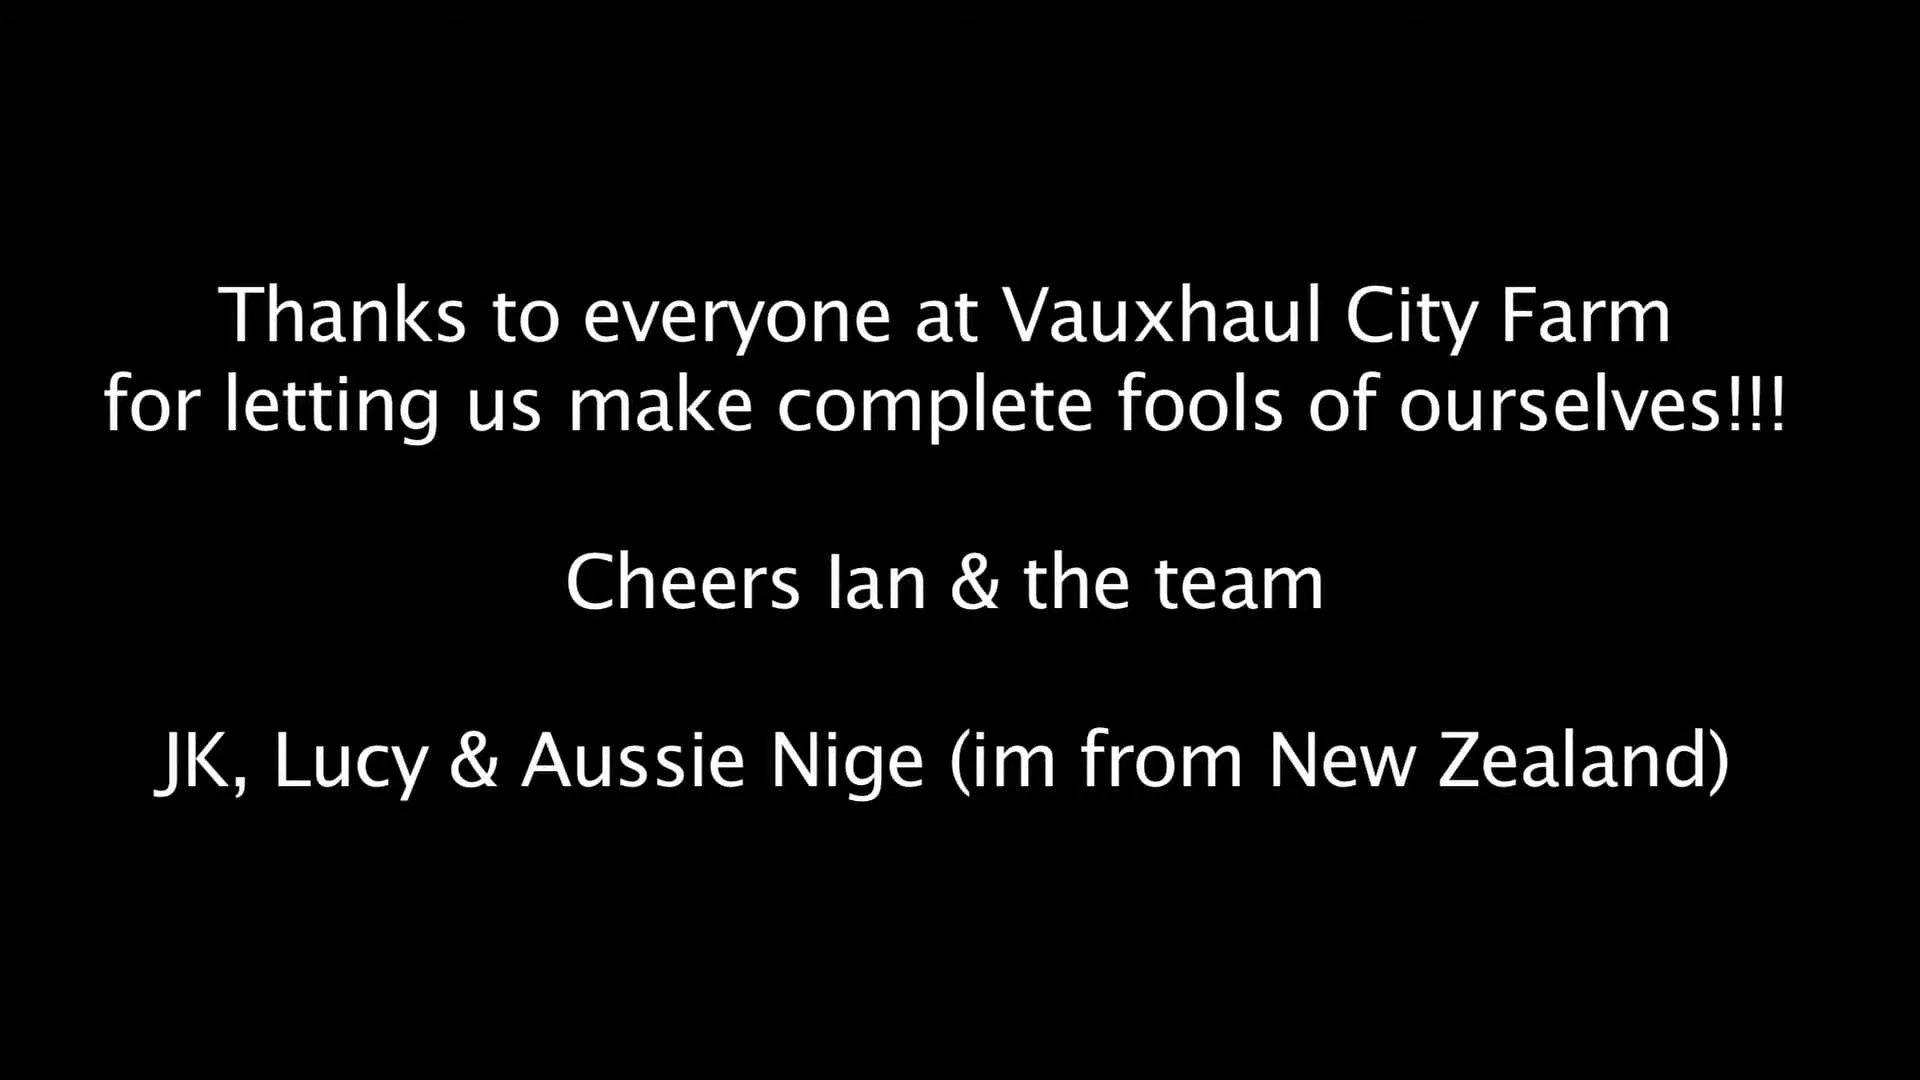 Thanks to everyone at Vauxhaul City Farm
for letting us make complete fools of ourselves!!!
Cheers Ian & the team
JK, Lucy & Aussie Nige (im from New Zealand)